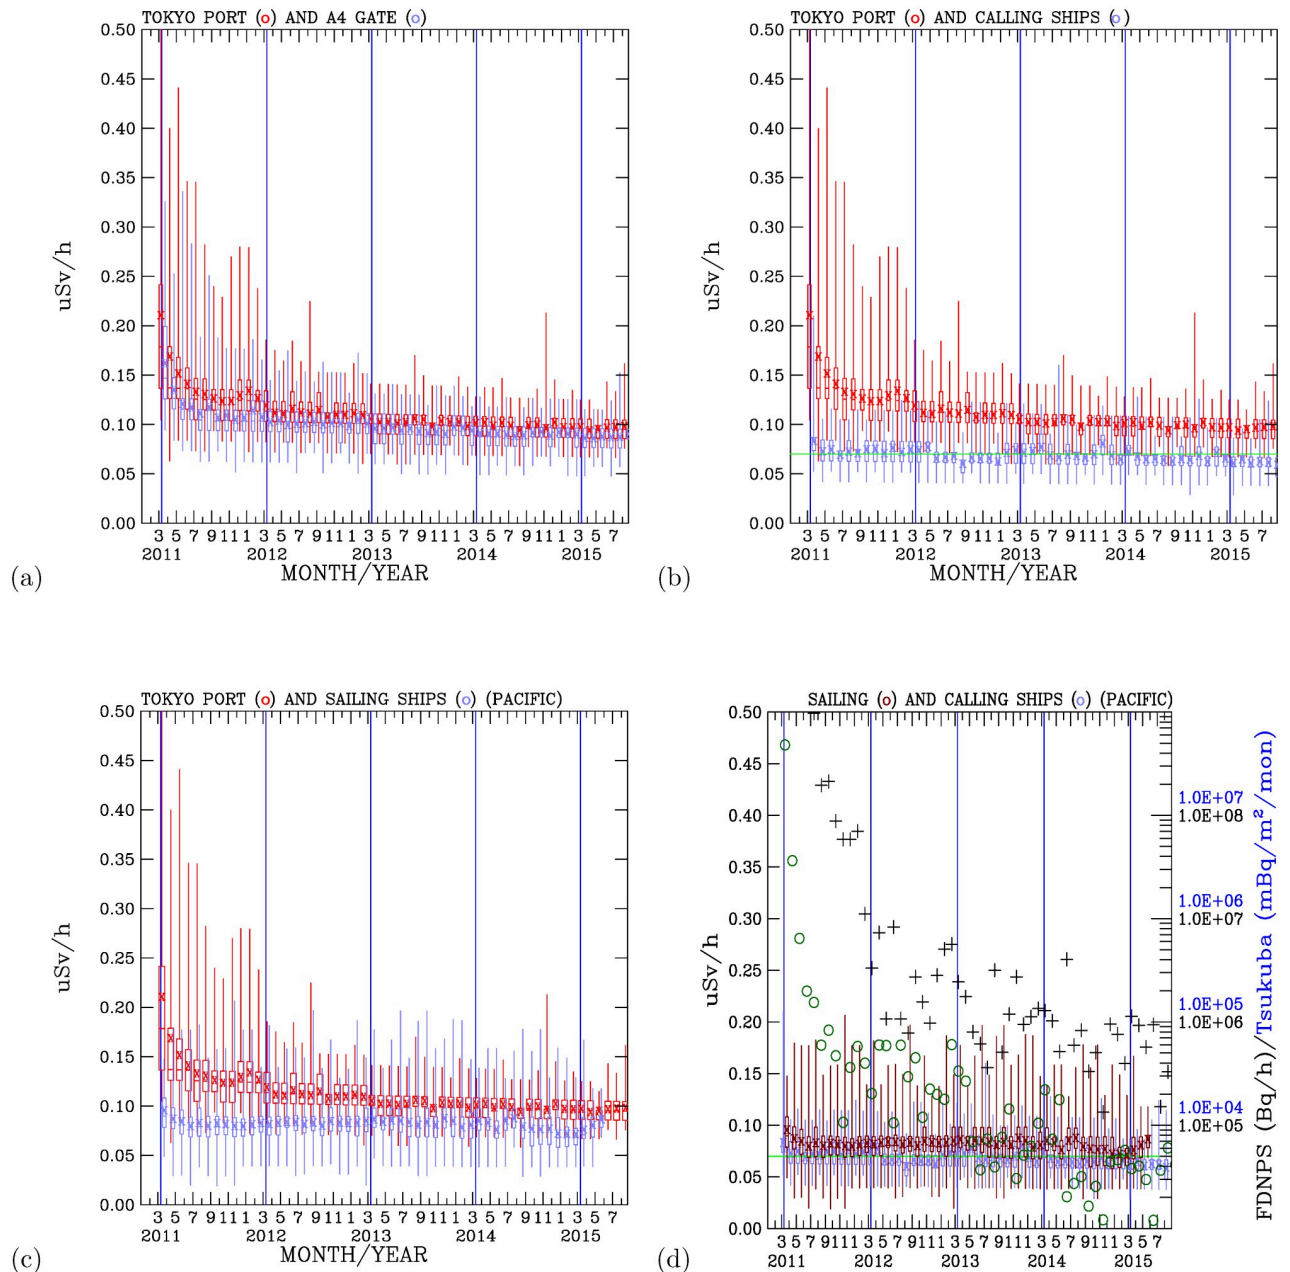 TOKYO PORT (o) AND A4 GATE (o)
0.50
0.45
0.40
0.35
0.30
0.25
0.20
0.15
0.10
0.05
0.00
uSv/h
3 5 7 9 11 1 3 5 7 9 11 1 3 5 7 9 11 1 3 5 7 9 11 1 3 5 7
2011 2012 2013 2014 2015
MONTH/YEAR
(a)
TOKYO PORT (o) AND CALLING SHIPS (o)
0.50
0.45
0.40
0.35
0.30
0.25
0.20
0.15
0.10
0.05
0.00
uSv/h
3 5 7 9 11 1 3 5 7 9 11 1 3 5 7 9 11 1 3 5 7 9 11 1 3 5 7
2011 2012 2013 2014 2015
MONTH/YEAR
(b)
TOKYO PORT (o) AND SAILING SHIPS (o) (PACIFIC)
0.50
0.45
0.40
0.35
0.30
0.25
0.20
0.15
0.10
0.05
0.00
uSv/h
3 5 7 9 11 1 3 5 7 9 11 1 3 5 7 9 11 1 3 5 7 9 11 1 3 5 7
2011 2012 2013 2014 2015
MONTH/YEAR
(c)
SAILING (o) AND CALLING SHIPS (o) (PACIFIC)
0.50
0.45
0.40
0.35
0.30
0.25
0.20
0.15
0.10
0.05
0.00
uSv/h
1.0E+07
1.0E+08
1.0E+06
1.0E+07
1.0E+05
1.0E+06
1.0E+04
1.0E+05
FDNPS (Bq/h)/Tsukuba (mBq/m²/mon)
3 5 7 9 11 1 3 5 7 9 11 1 3 5 7 9 11 1 3 5 7 9 11 1 3 5 7
2011 2012 2013 2014 2015
(d)